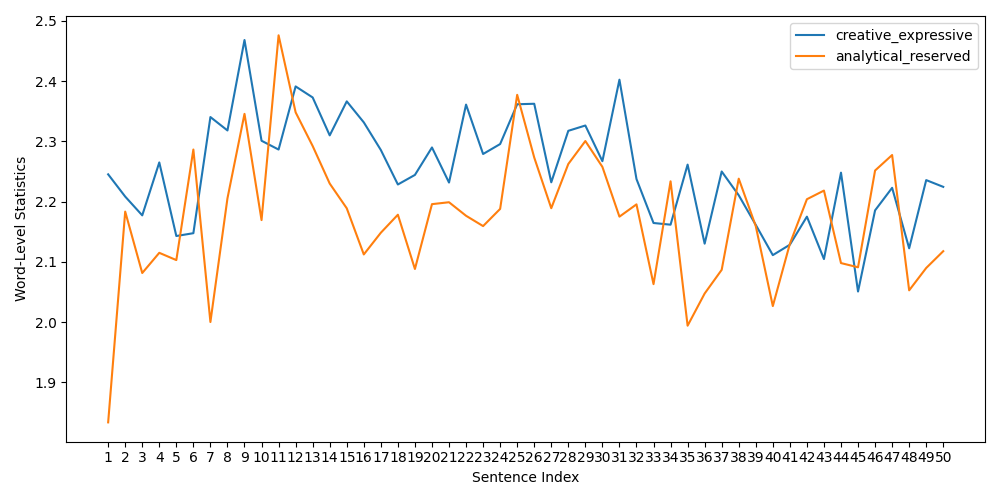 2.5
2.4
2.3
2.2
2.1
2.0
1.9
Word-Level Statistics
creative_expressive
analytical_reserved
1 2 3 4 5 6 7 8 9 10 11 12 13 14 15 16 17 18 19 20 21 22 23 24 25 26 27 28 29 30 31 32 33 34 35 36 37 38 39 40 41 42 43 44 45 46 47 48 49 50
Sentence Index